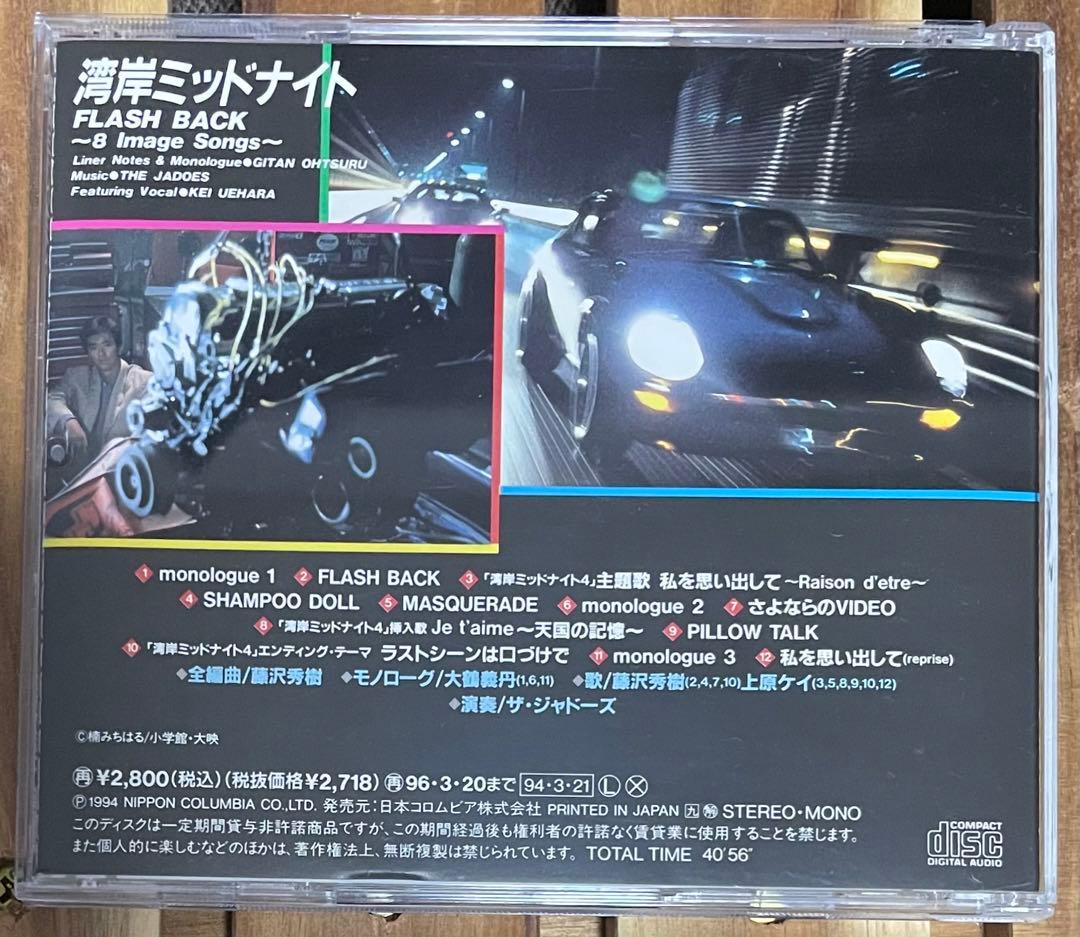 湾岸ミッドナイト
FLASH BACK
~8 Image Songs~
Liner Notes & Monologue●GITAN OHTSURU
Music●THE JADOES
Featuring Vocal●KEI UEHARA
1 monologue 1 2 FLASH BACK 3 「湾岸ミッドナイト4」主題歌 私を思い出して~Raison d'etre~
4 SHAMPOO DOLL 5 MASQUERADE 6 monologue 2 7 さよならのVIDEO
8 「湾岸ミッドナイト4」挿入歌 Je t'aime~天国の記憶~ 9 PILLOW TALK
10 「湾岸ミッドナイト4」エンディング・テーマ ラストシーンは口づけで 11 monologue 3 12 私を思い出して(reprise)
◆全編曲/藤沢秀樹 ◆モノローグ/大鶴義丹(1,6,11) ◆歌/藤沢秀樹(2,4,7,10)上原ケイ(3,5,8,9,10,12)
◆演奏/ザ・ジャドーズ
Ⓒ楠みちはる/小学館・大映
再¥2,800(税込)(税抜価格¥2,718)再96・3・20まで 94・3・21 Ⓛ Ⓧ
Ⓟ1994 NIPPON COLUMBIA CO.,LTD. 発売元:日本コロムビア株式会社 PRINTED IN JAPAN 九 STEREO・MONO
このディスクは一定期間貸与非許諾商品ですが、この期間経過後も権利者の許諾なく賃貸業に使用することを禁じます。
また個人的に楽しむなどのほかは、著作権法上、無断複製は禁じられています。 TOTAL TIME 40'56"
COMPACT
disc
DIGITAL AUDIO